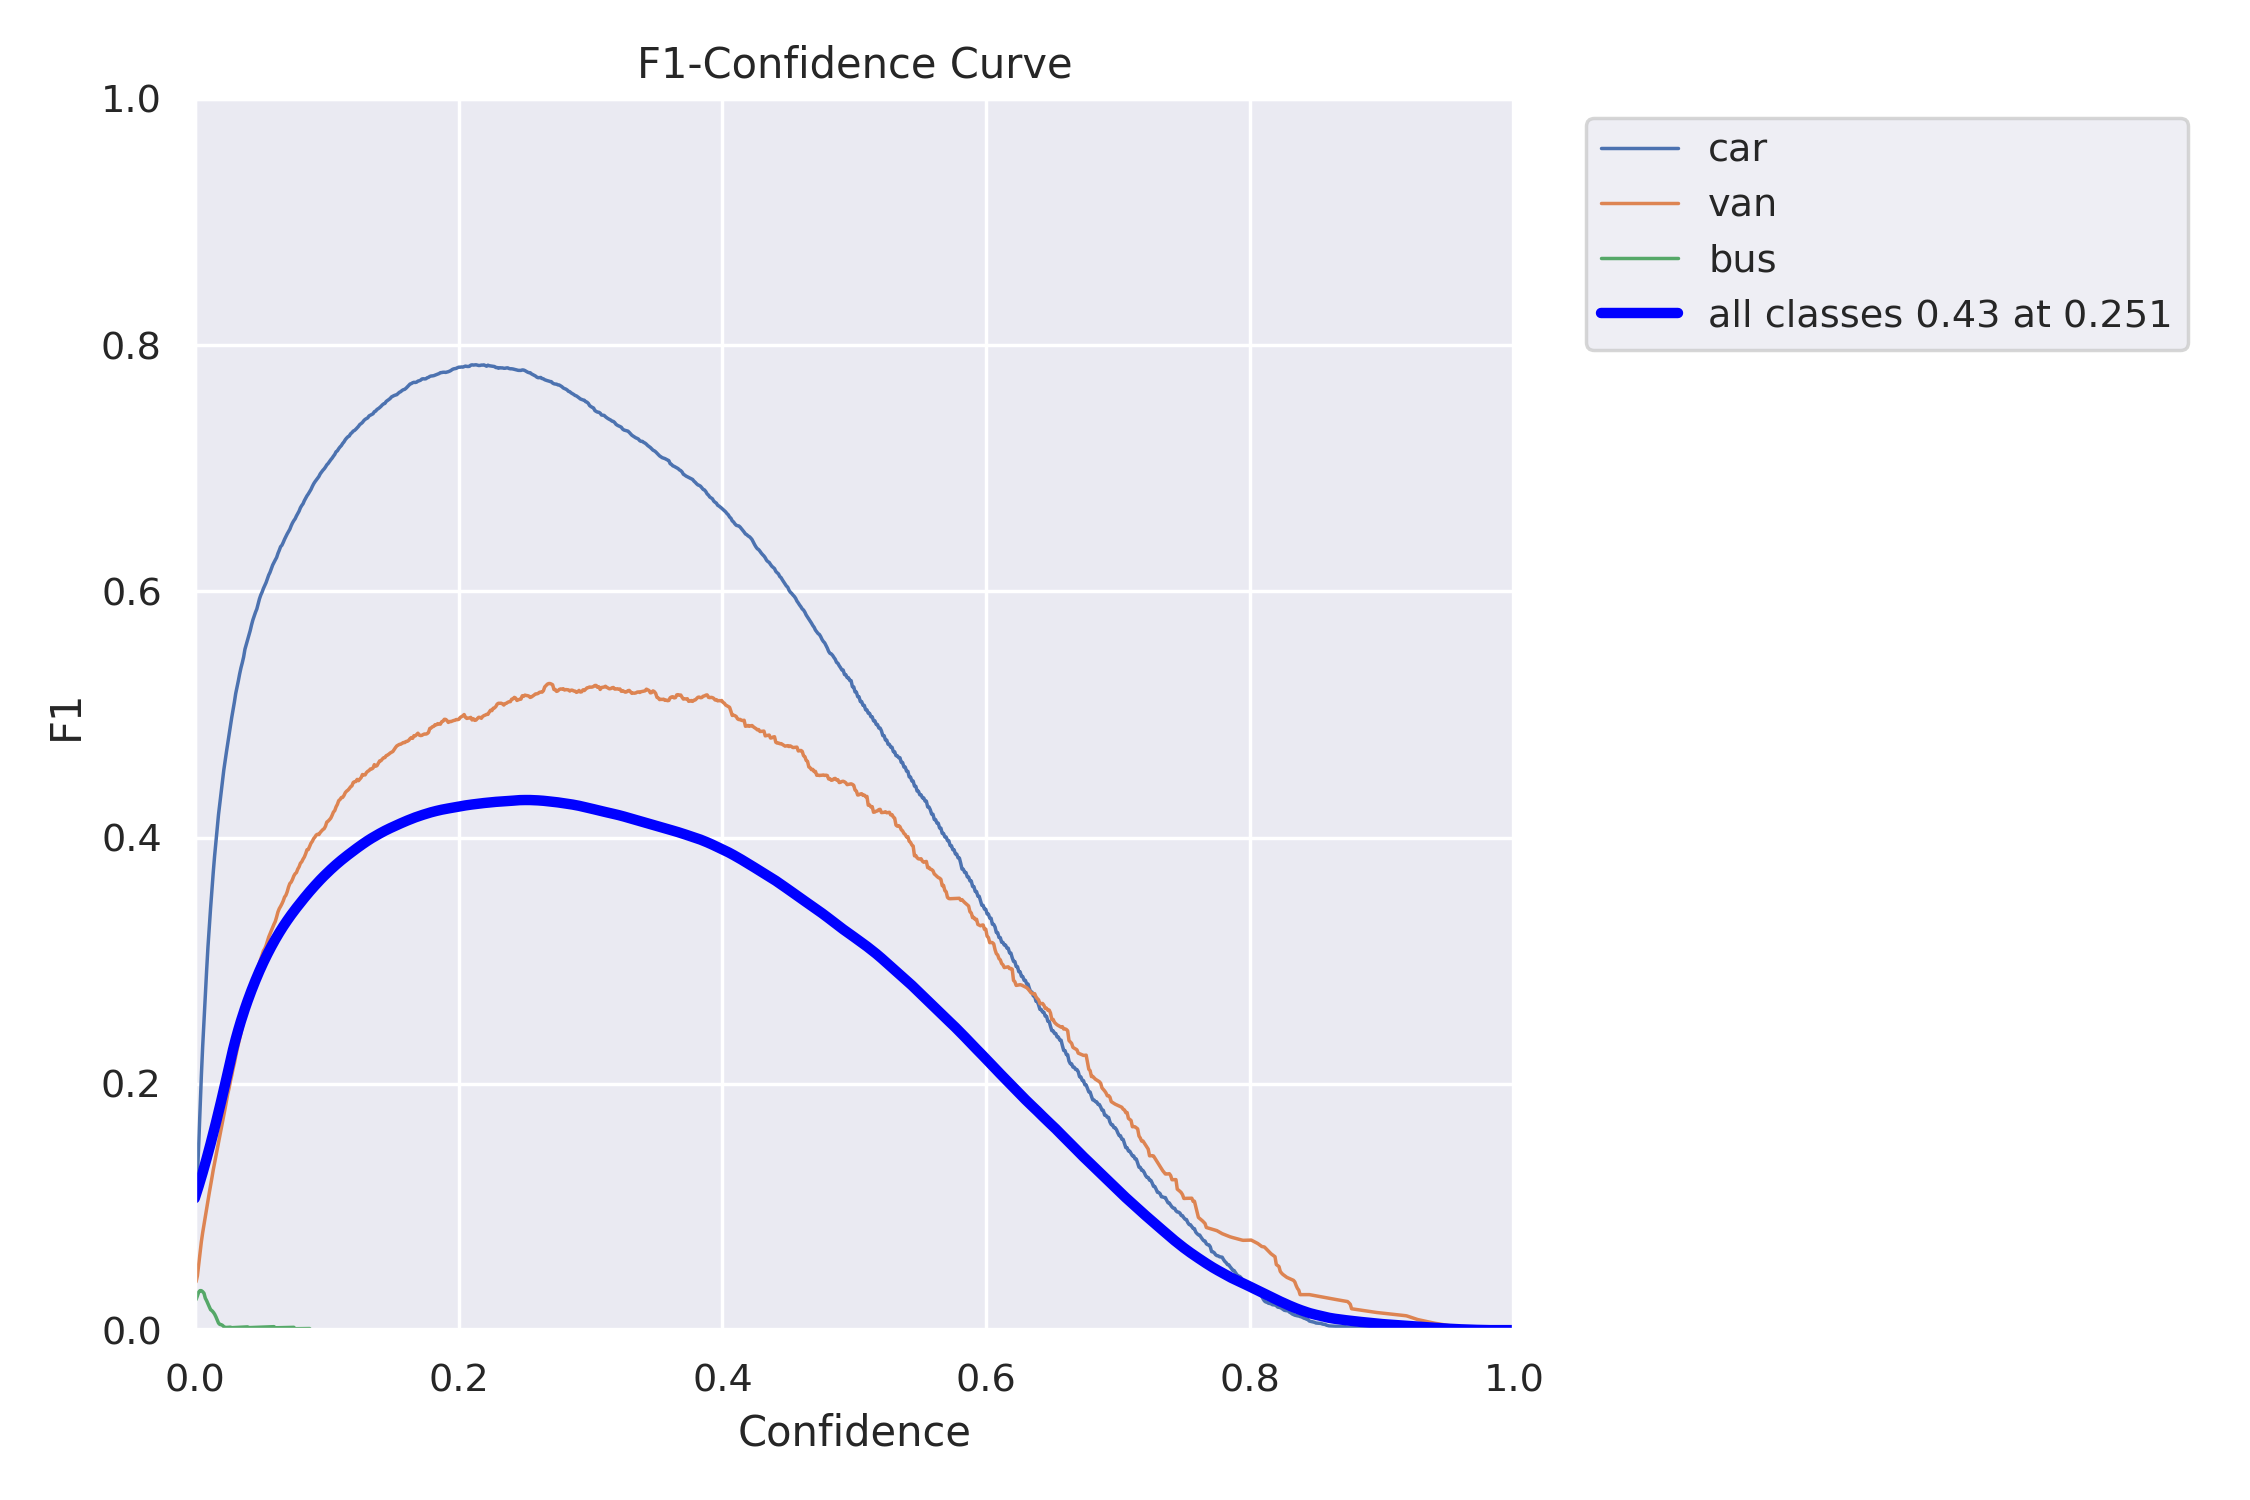 F1-Confidence Curve
1.0
0.8
0.6
0.4
0.2
0.0
F1
0.0 0.2 0.4 0.6 0.8 1.0
Confidence
car
van
bus
all classes 0.43 at 0.251